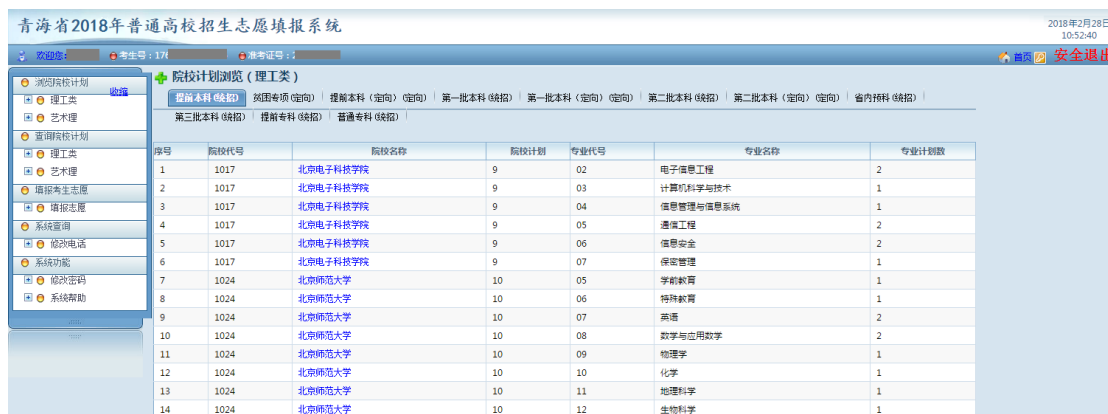 青海省2018年普通高校招生志愿填报系统
2018年2月28日
10:52:40
欢迎您: 考生号：176 准考证号：2 首页 安全退出
浏览院校计划
收缩
理工类
艺术理
查询院校计划
理工类
艺术理
填报考生志愿
填报志愿
系统查询
修改电话
系统功能
修改密码
系统帮助
院校计划浏览（理工类）
提前本科(统招) 贫困专项(定向) 提前本科（定向）(定向) 第一批本科(统招) 第一批本科（定向）(定向) 第二批本科(统招) 第二批本科（定向）(定向) 省内预科(统招)
第三批本科(统招) 提前专科(统招) 普通专科(统招)
序号 院校代号 院校名称 院校计划 专业代号 专业名称 专业计划数
1 1017 北京电子科技学院 9 02 电子信息工程 2
2 1017 北京电子科技学院 9 03 计算机科学与技术 1
3 1017 北京电子科技学院 9 04 信息管理与信息系统 1
4 1017 北京电子科技学院 9 05 通信工程 2
5 1017 北京电子科技学院 9 06 信息安全 2
6 1017 北京电子科技学院 9 07 保密管理 1
7 1024 北京师范大学 10 05 学前教育 1
8 1024 北京师范大学 10 06 特殊教育 1
9 1024 北京师范大学 10 07 英语 2
10 1024 北京师范大学 10 08 数学与应用数学 2
11 1024 北京师范大学 10 09 物理学 1
12 1024 北京师范大学 10 10 化学 1
13 1024 北京师范大学 10 11 地理科学 1
14 1024 北京师范大学 10 12 生物科学 1